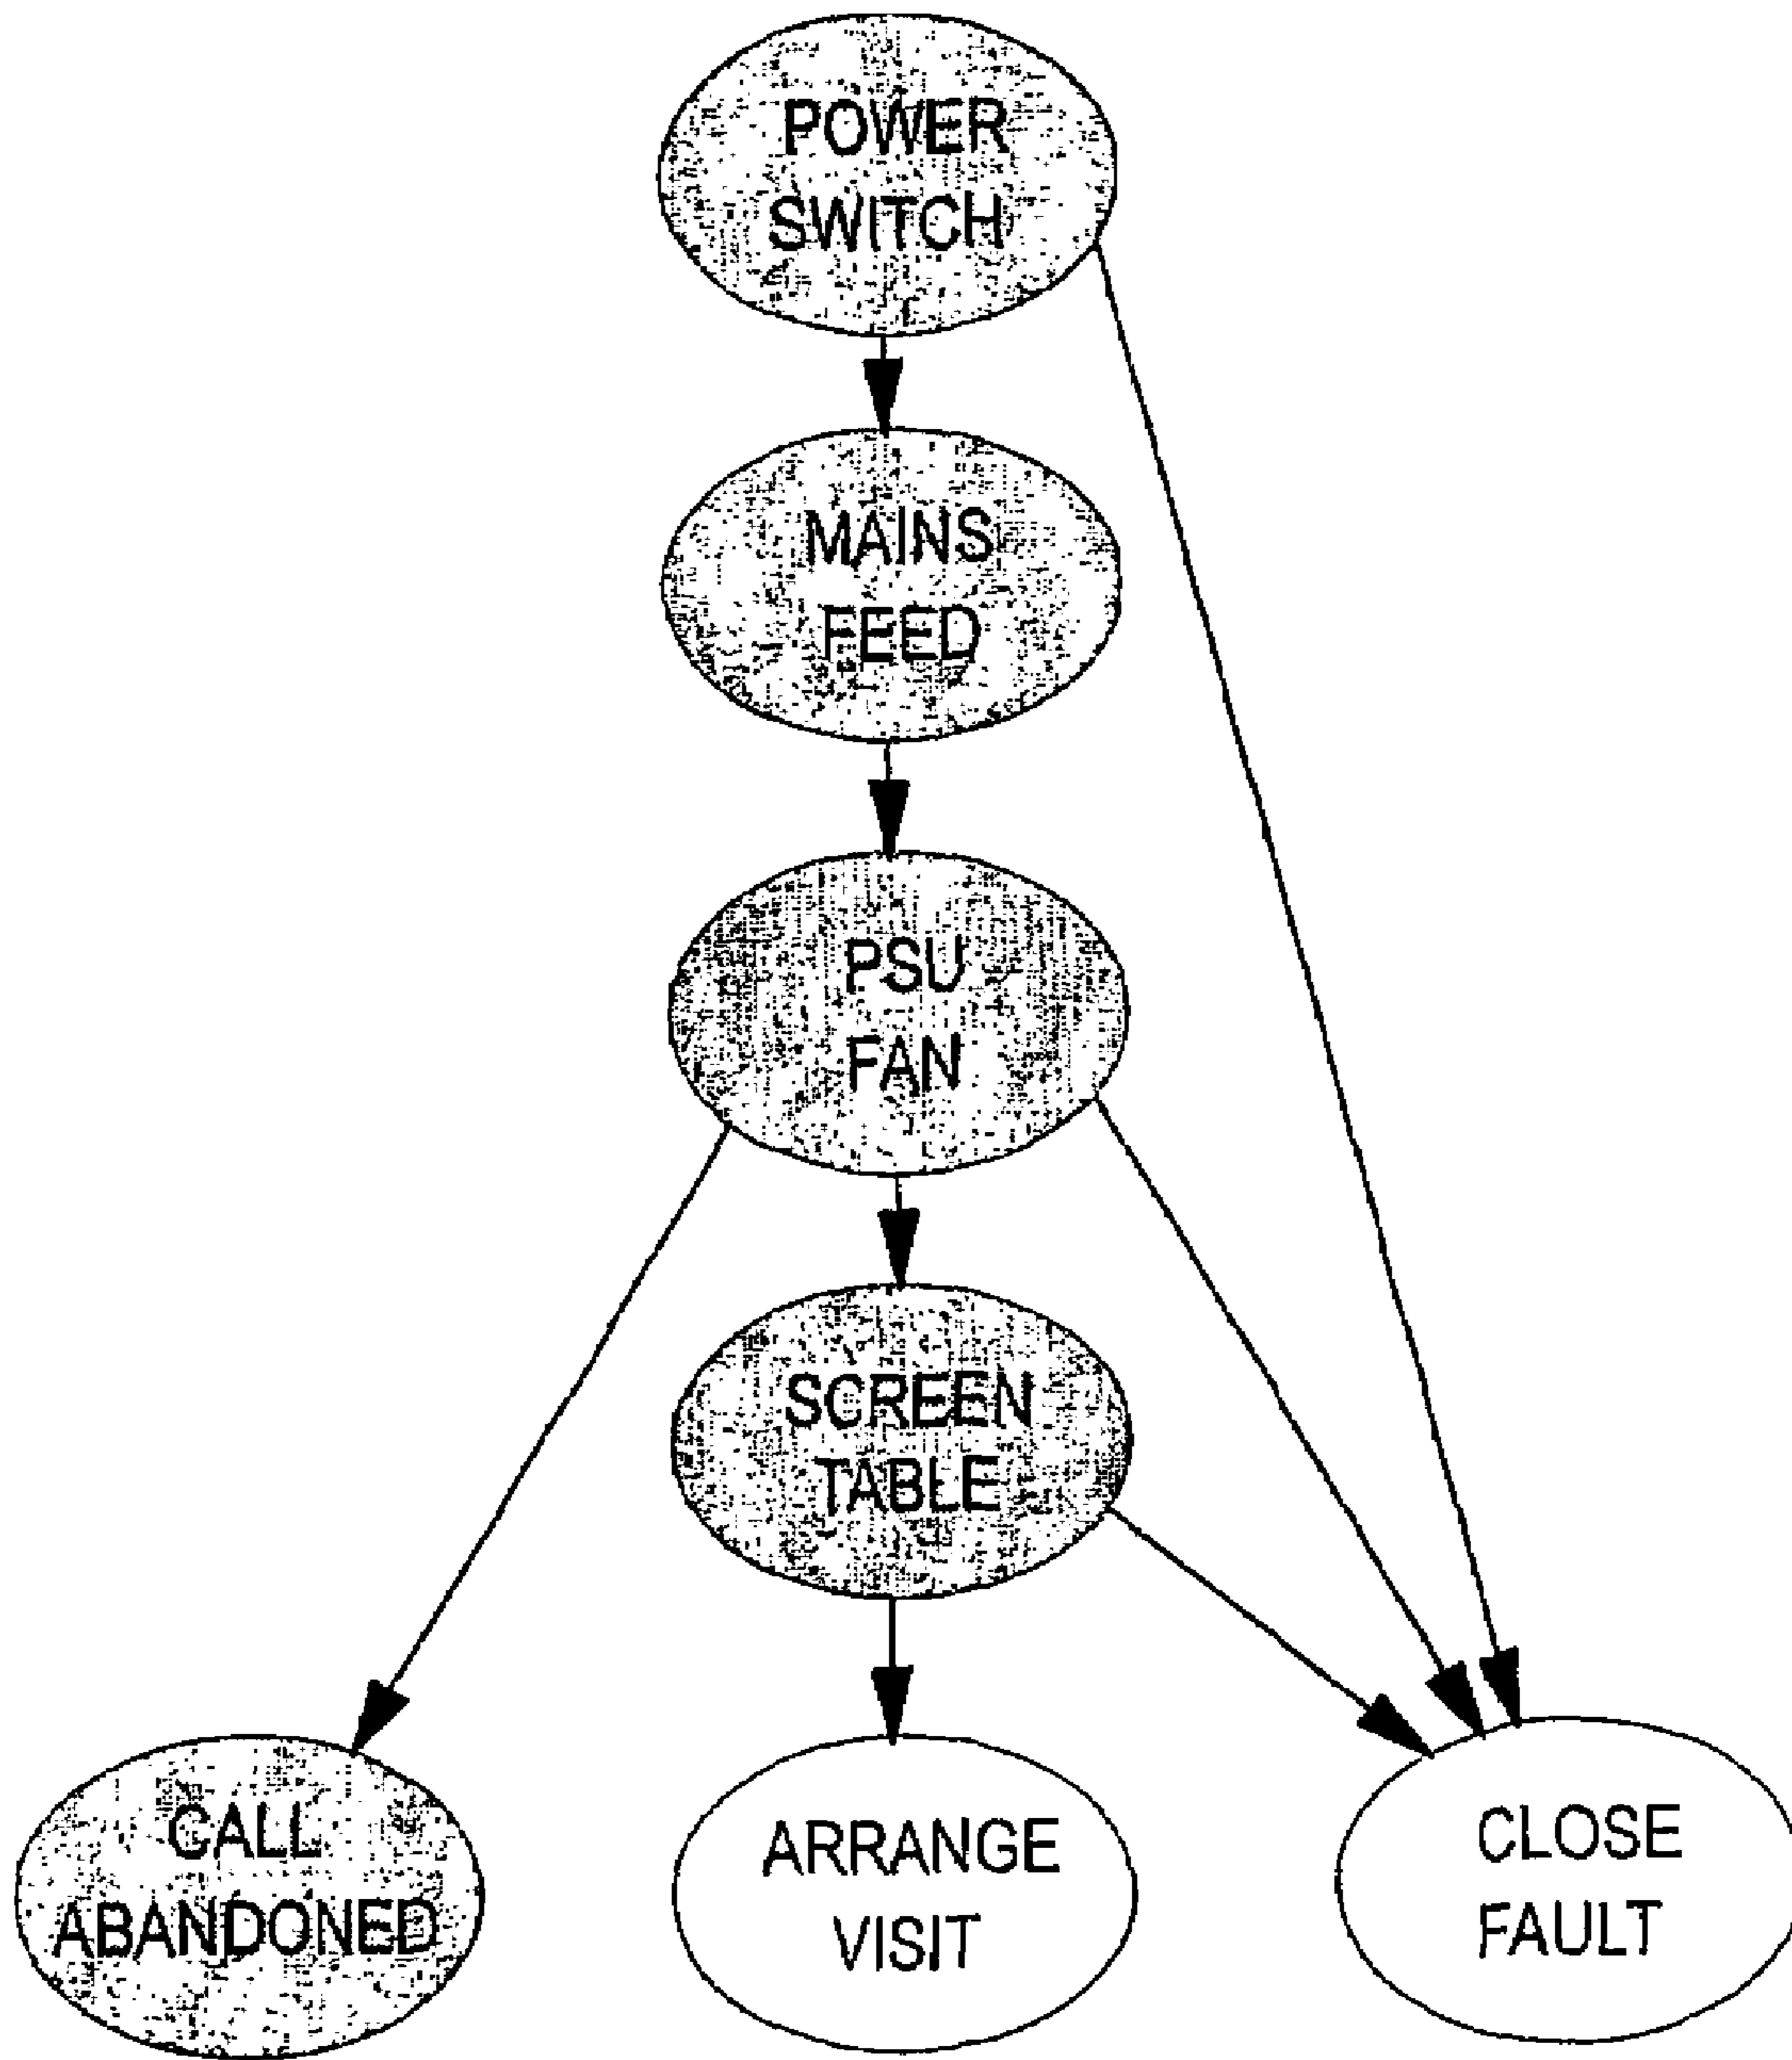 POWER
SWITCH
MAINS
FEED
PSU
FAN
SCREEN
TABLE
CALL
ABANDONED
ARRANGE
VISIT
CLOSE
FAULT